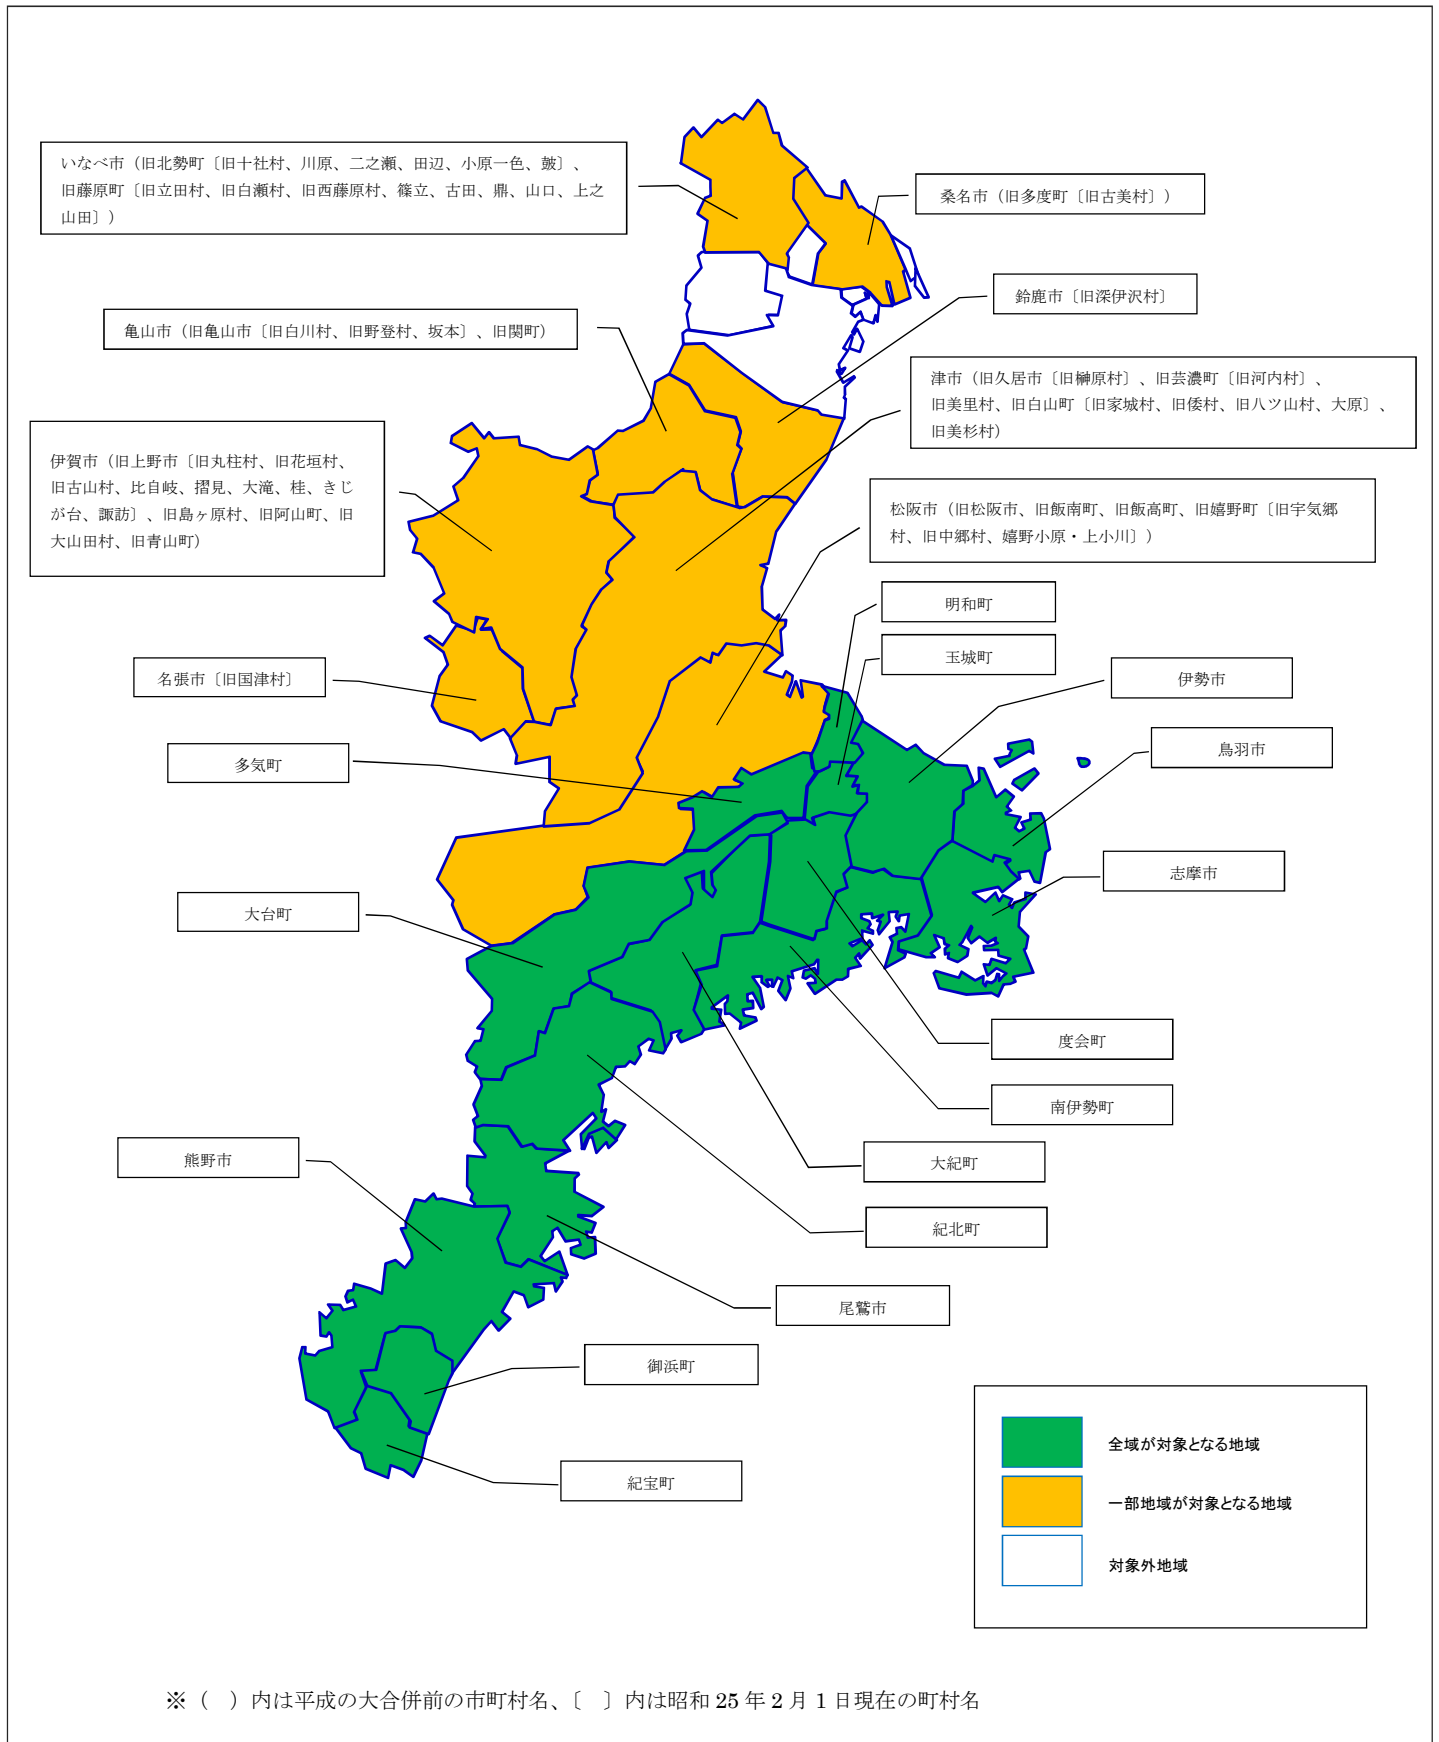 いなべ市（旧北勢町〔旧十社村、川原、二之瀬、田辺、小原一色、皷〕、
旧藤原町〔旧立田村、旧白瀬村、旧西藤原村、篠立、古田、鼎、山口、上之
山田〕）
桑名市（旧多度町〔旧古美村〕）
鈴鹿市〔旧深伊沢村〕
亀山市（旧亀山市〔旧白川村、旧野登村、坂本〕、旧関町）
津市（旧久居市〔旧榊原村〕、旧芸濃町〔旧河内村〕、
旧美里村、旧白山町〔旧家城村、旧倭村、旧八ツ山村、大原〕、
旧美杉村）
伊賀市（旧上野市〔旧丸柱村、旧花垣村、
旧古山村、比自岐、摺見、大滝、桂、きじ
が台、諏訪〕、旧島ヶ原村、旧阿山町、旧
大山田村、旧青山町）
松阪市（旧松阪市、旧飯南町、旧飯高町、旧嬉野町〔旧宇気郷
村、旧中郷村、嬉野小原・上小川〕）
明和町
玉城町
名張市〔旧国津村〕
伊勢市
多気町
鳥羽市
志摩市
大台町
度会町
南伊勢町
熊野市
大紀町
紀北町
尾鷲市
御浜町
紀宝町
全域が対象となる地域
一部地域が対象となる地域
対象外地域
※（　）内は平成の大合併前の市町村名、〔　〕内は昭和 25 年 2 月 1 日現在の町村名